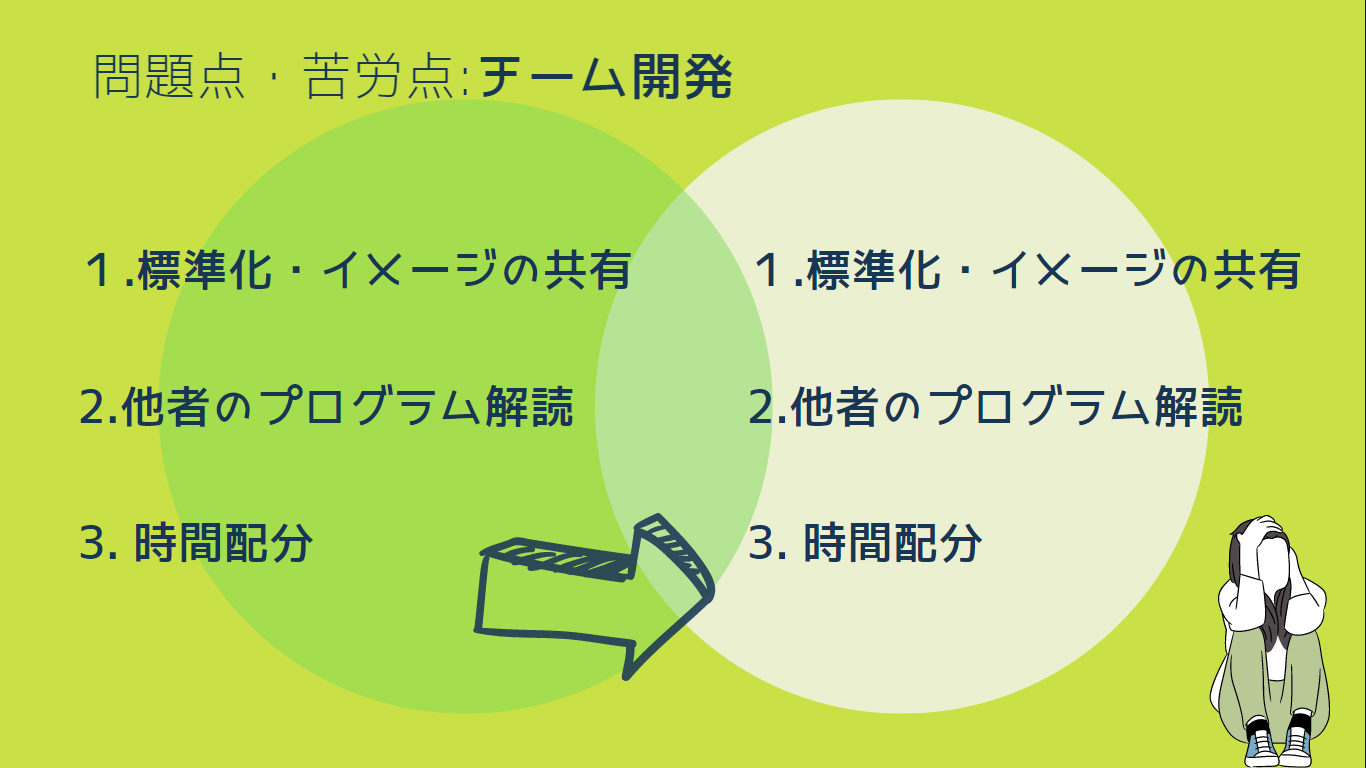 問題点・苦労点:チーム開発
１.標準化・イメージの共有
2.他者のプログラム解読
3. 時間配分
１.標準化・イメージの共有
2.他者のプログラム解読
3. 時間配分